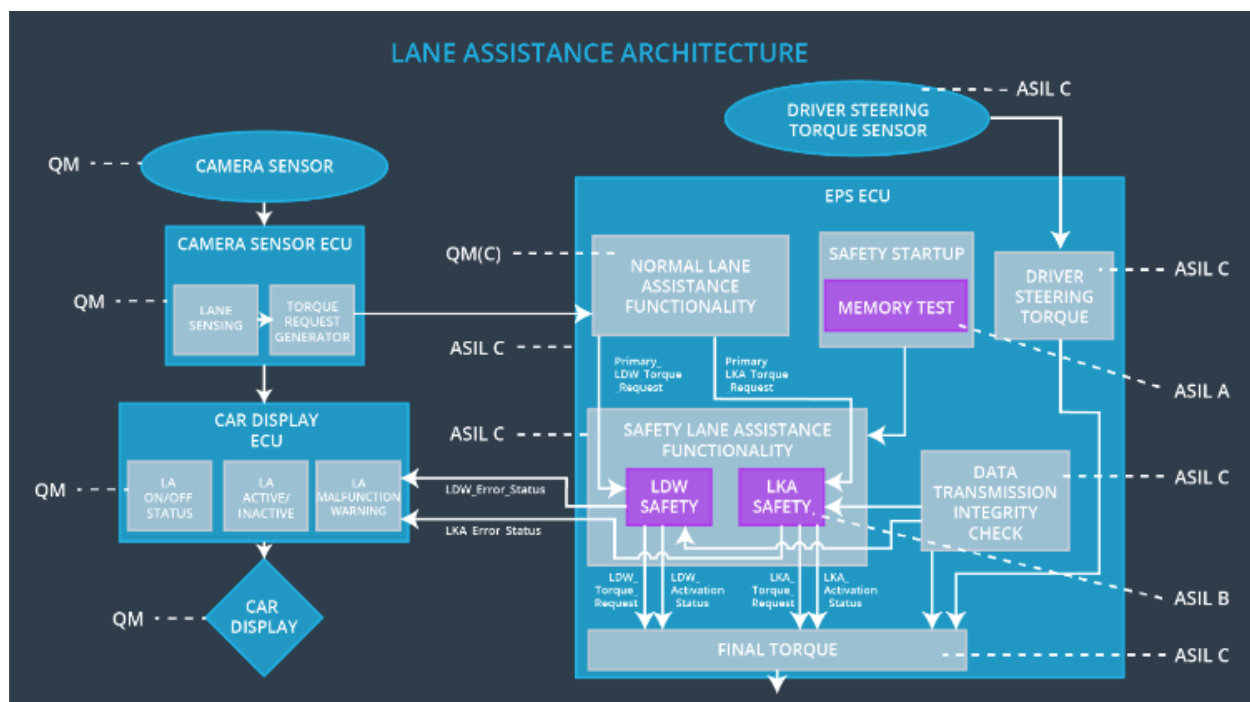 LANE ASSISTANCE ARCHITECTURE
ASIL C
DRIVER STEERING
TORQUE SENSOR
QM
CAMERA SENSOR
EPS ECU
CAMERA SENSOR ECU
QM(C)
NORMAL LANE
ASSISTANCE
FUNCTIONALITY
SAFETY STARTUP
MEMORY TEST
DRIVER
STEERING
TORQUE
ASIL C
QM
LANE
SENSING
TORQUE
REQUEST
GENERATOR
ASIL C
Primary_
LDW Torque
_Request
Primary
LKA Torque
_Request
ASIL A
CAR DISPLAY
ECU
ASIL C
SAFETY LANE ASSISTANCE
FUNCTIONALITY
QM
LA
ON/OFF
STATUS
LA
ACTIVE/
INACTIVE
LA
MALFUNCTION
WARNING
LDW_Error_Status
LDW
SAFETY
LKA
SAFETY
DATA
TRANSMISSION
INTEGRITY
CHECK
ASIL C
LKA Error Status
LDW_
Torque_
Request
LDW_
Activation
Status
LKA_
Torque_
Request
LKA_
Activation
Status
ASIL B
QM
CAR
DISPLAY
FINAL TORQUE
ASIL C